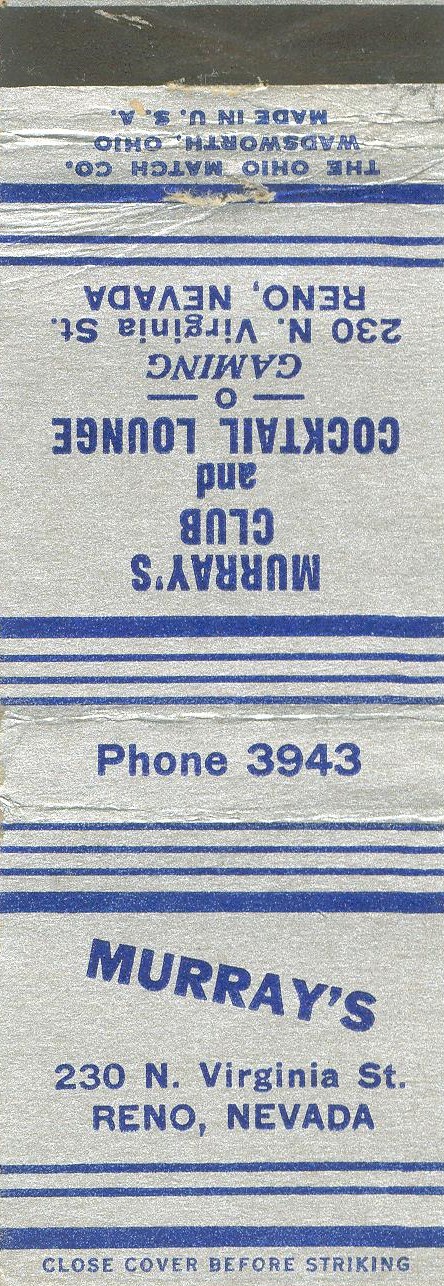 THE OHIO MATCH CO.
WADSWORTH, OHIO
MADE IN U. S. A.
MURRAY'S
CLUB
and
COCKTAIL LOUNGE
— O —
GAMING
230 N. Virginia St.
RENO, NEVADA
Phone 3943
MURRAY'S
230 N. Virginia St.
RENO, NEVADA
CLOSE COVER BEFORE STRIKING